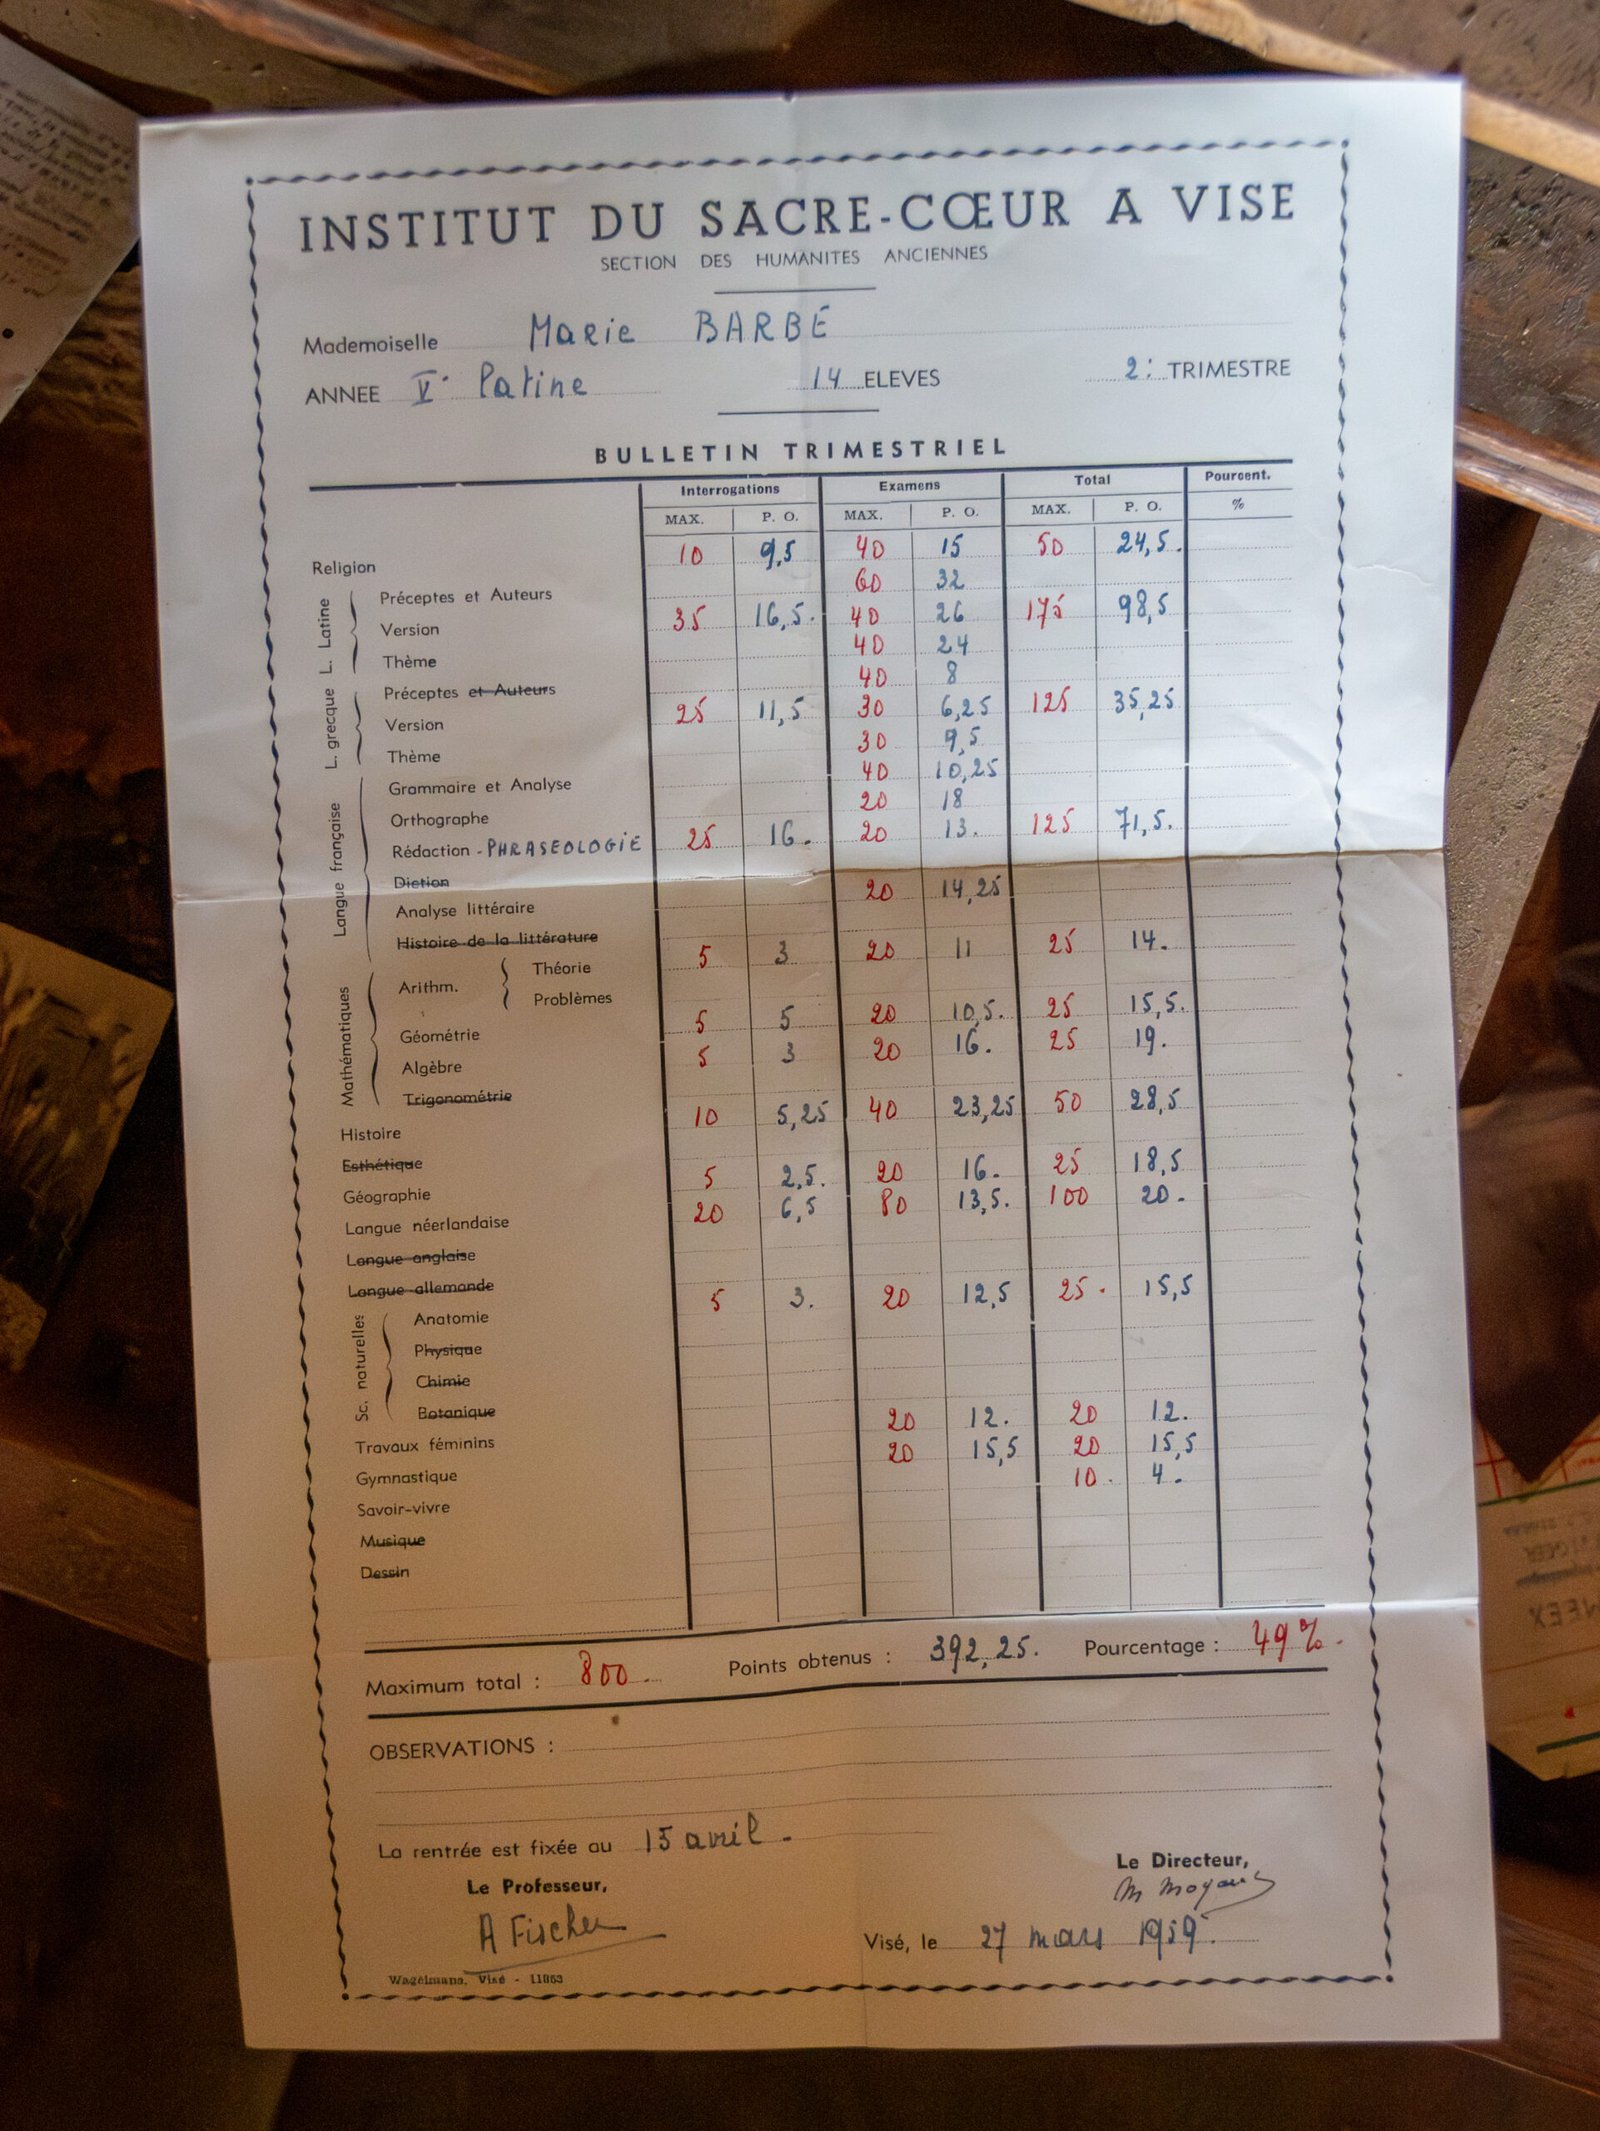 INSTITUT DU SACRE-CŒUR A VISE
SECTION DES HUMANITES ANCIENNES
Mademoiselle Marie BARBE
ANNEE V· Latine 14 ELEVES 2: TRIMESTRE
BULLETIN TRIMESTRIEL
Interrogations Examens Total Pourcent.
MAX. P. O. MAX. P. O. MAX. P. O. %
Religion 10 9,5 40 15 50 24,5.
L. Latine
Préceptes et Auteurs 60 32
Version 35 16,5. 40 26 175 98,5
Thème 40 24
L. grecque
Préceptes et Auteurs 40 8
Version 25 11,5 30 6,25 125 35,25
Thème 30 9,5
Langue française
Grammaire et Analyse 40 10,25
Orthographe 20 18
Rédaction - PHRASEOLOGIE 25 16. 20 13. 125 71,5.
Diction
Analyse littéraire 20 14,25
Histoire de la littérature
Mathématiques
Arithm. Théorie 5 3 20 11 25 14.
Problèmes
Géométrie 5 5 20 10,5. 25 15,5.
Algèbre 5 3 20 16. 25 19.
Trigonométrie
Histoire 10 5,25 40 23,25 50 28,5
Esthétique
Géographie 5 2,5. 20 16. 25 18,5
Langue néerlandaise 20 6,5 80 13,5. 100 20.
Langue anglaise
Langue allemande
Sc. naturelles
Anatomie 5 3. 20 12,5 25. 15,5
Physique
Chimie
Botanique
Travaux féminins 20 12. 20 12.
Gymnastique 20 15,5 20 15,5
Savoir-vivre 10. 4.
Musique
Dessin
Maximum total : 800 Points obtenus : 392,25. Pourcentage : 49%.
OBSERVATIONS :
La rentrée est fixée au 15 avril.
Le Professeur, Le Directeur,
A Fischer
Visé, le 27 mars 1959.
Wagelmans, Visé - 11863